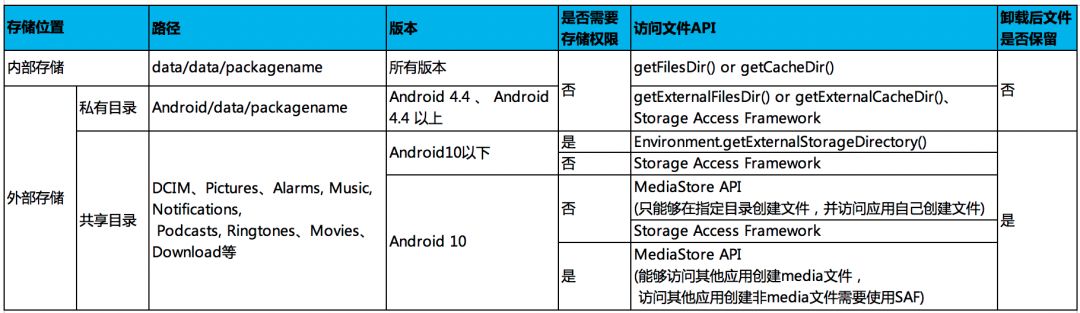 存储位置
路径
版本
是否需要
存储权限
访问文件API
卸载后文件
是否保留
内部存储
data/data/packagename
所有版本
否
getFilesDir() or getCacheDir()
否
外部存储
私有目录
Android/data/packagename
Android 4.4 、 Android
4.4 以上
getExternalFilesDir() or getExternalCacheDir()、
Storage Access Framework
共享目录
DCIM、Pictures、Alarms, Music,
Notifications,
Podcasts, Ringtones、Movies、
Download等
Android10以下
是
Environment.getExternalStorageDirectory()
否
Storage Access Framework
Android 10
否
MediaStore API
(只能够在指定目录创建文件，并访问应用自己创建文件)
Storage Access Framework
是
MediaStore API
(能够访问其他应用创建media文件，
访问其他应用创建非media文件需要使用SAF)
是